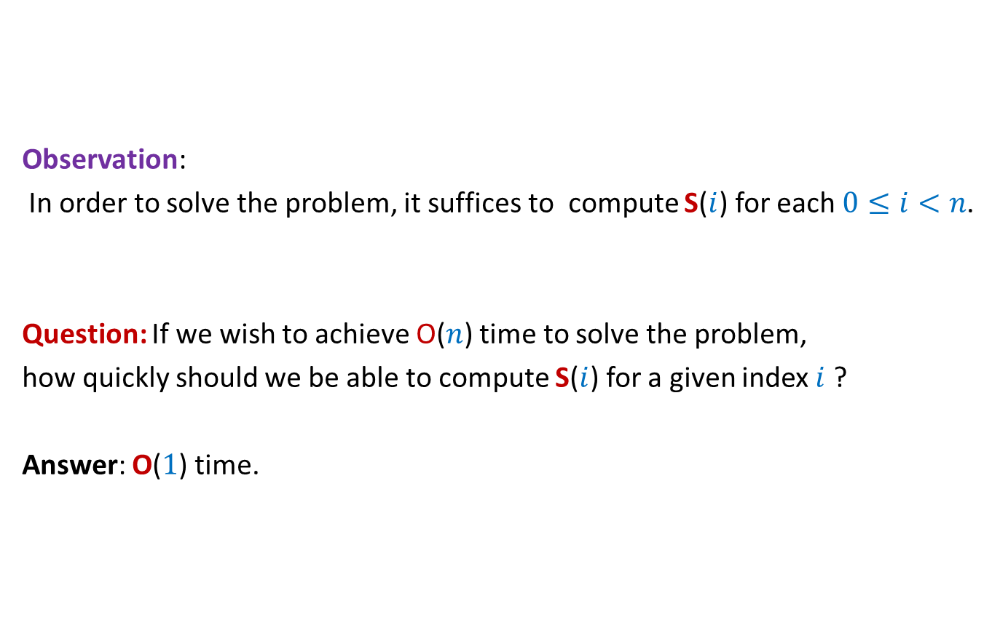 Observation:
In order to solve the problem, it suffices to compute S(i) for each 0 ≤ i < n.
Question: If we wish to achieve O(n) time to solve the problem,
how quickly should we be able to compute S(i) for a given index i ?
Answer: O(1) time.